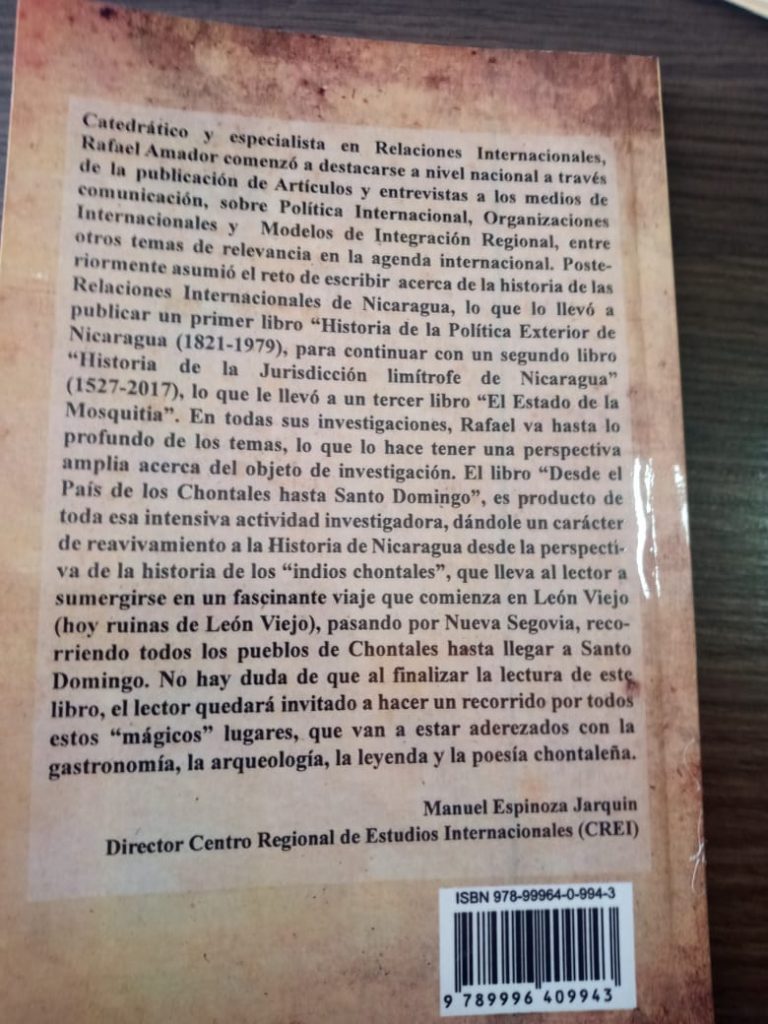 Catedrático y especialista en Relaciones Internacionales,
Rafael Amador comenzó a destacarse a nivel nacional a través
de la publicación de Artículos y entrevistas a los medios de
comunicación, sobre Política Internacional, Organizaciones
Internacionales y Modelos de Integración Regional, entre
otros temas de relevancia en la agenda internacional. Poste-
riormente asumió el reto de escribir acerca de la historia de las
Relaciones Internacionales de Nicaragua, lo que lo llevó a
publicar un primer libro “Historia de la Política Exterior de
Nicaragua (1821-1979), para continuar con un segundo libro
“Historia de la Jurisdicción limítrofe de Nicaragua”
(1527-2017), lo que le llevó a un tercer libro “El Estado de la
Mosquitia”. En todas sus investigaciones, Rafael va hasta lo
profundo de los temas, lo que lo hace tener una perspectiva
amplia acerca del objeto de investigación. El libro “Desde el
País de los Chontales hasta Santo Domingo”, es producto de
toda esa intensiva actividad investigadora, dándole un carácter
de reavivamiento a la Historia de Nicaragua desde la perspecti-
va de la historia de los “indios chontales”, que lleva al lector a
sumergirse en un fascinante viaje que comienza en León Viejo
(hoy ruinas de León Viejo), pasando por Nueva Segovia, reco-
rriendo todos los pueblos de Chontales hasta llegar a Santo
Domingo. No hay duda de que al finalizar la lectura de este
libro, el lector quedará invitado a hacer un recorrido por todos
estos “mágicos” lugares, que van a estar aderezados con la
gastronomía, la arqueología, la leyenda y la poesía chontaleña.
Manuel Espinoza Jarquin
Director Centro Regional de Estudios Internacionales (CREI)
ISBN 978-99964-0-994-3
9 789996 409943